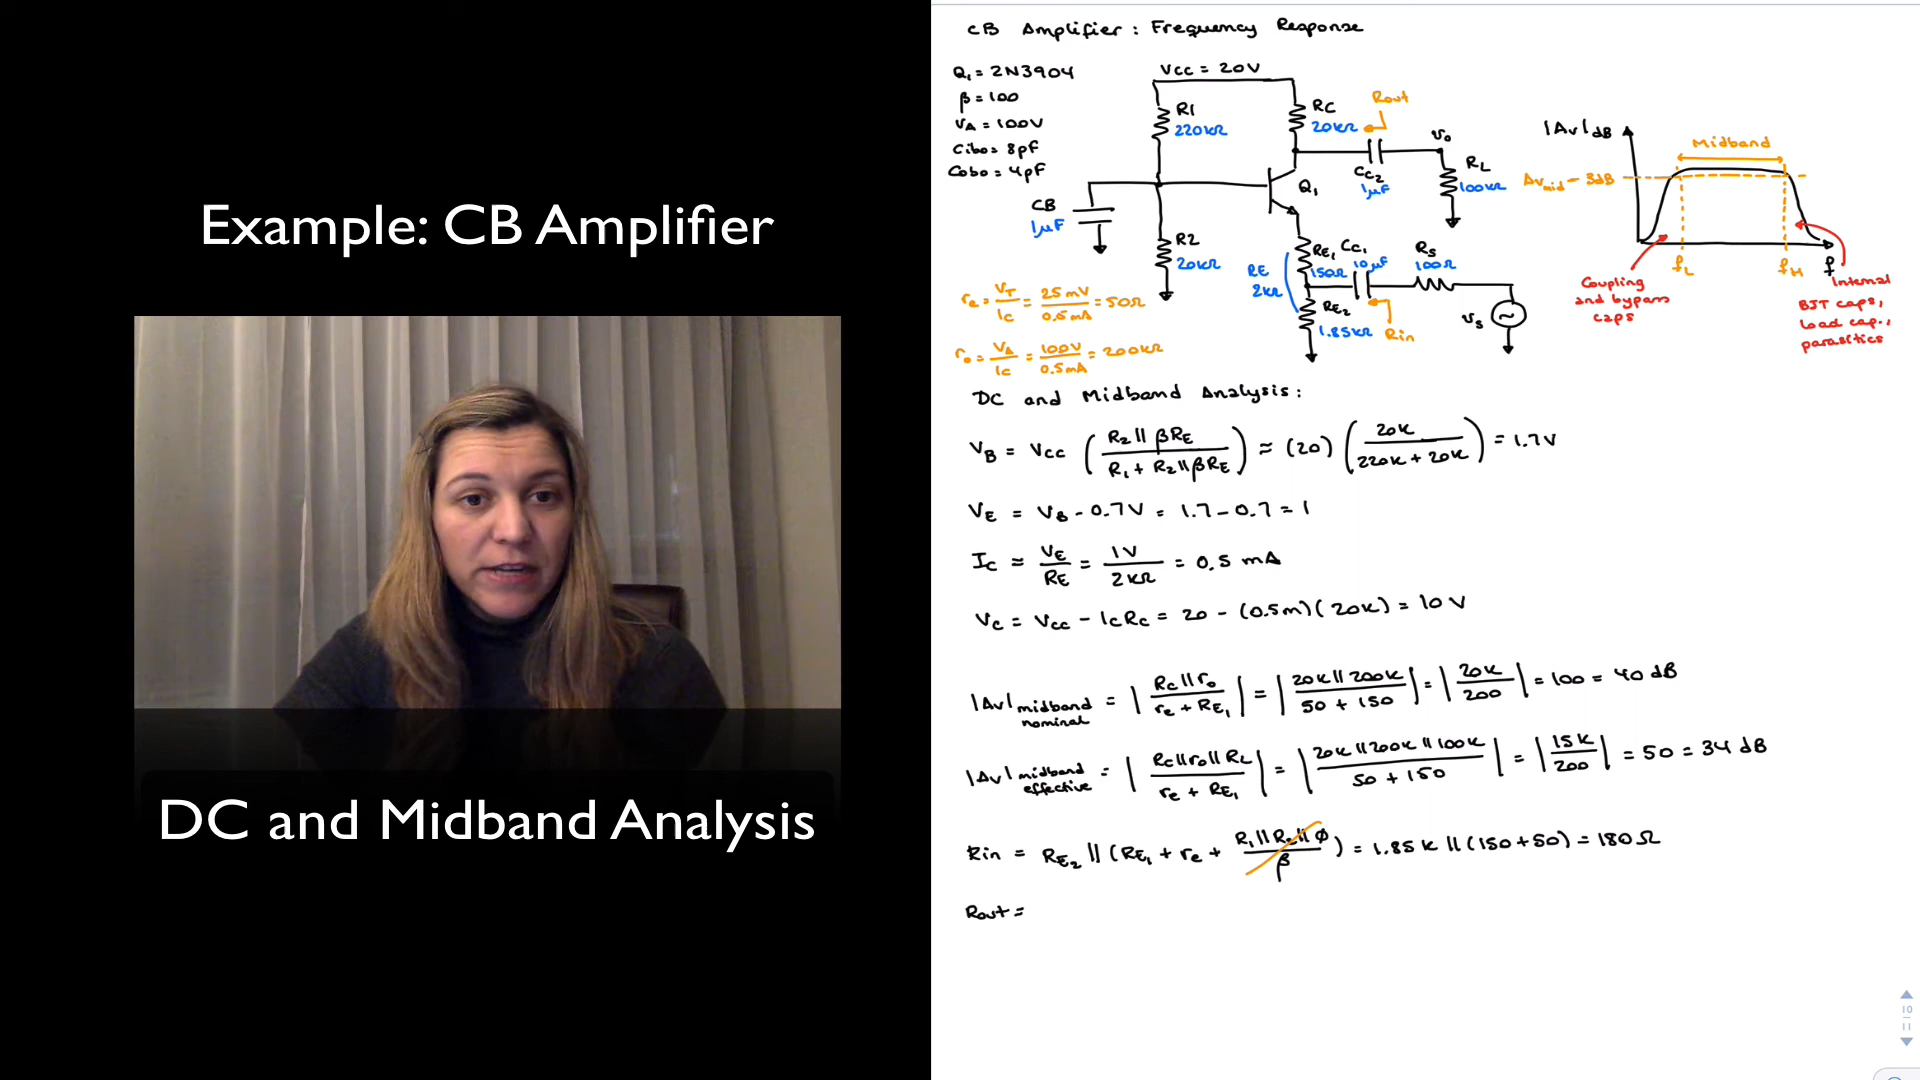 Example: CB Amplifier
DC and Midband Analysis
CB Amplifier: Frequency Response
Q1 = 2N3904
β = 100
VA = 100V
Cibo = 8pF
Cobo = 4pF
Vcc = 20V
R1
220kΩ
RC
20kΩ
Rout
vo
CC2
1μF
RL
100kΩ
Q1
CB
1μF
R2
20kΩ
RE
2kΩ
RE1
150Ω
CC1
10μF
RS
100Ω
RE2
1.85kΩ
Rin
vs
re = VT/IC = 25mV/0.5mA = 50Ω
ro = VA/IC = 100V/0.5mA = 200kΩ
|Av|dB
Midband
Avmid - 3dB
fL
fH
f
Coupling
and bypass
caps
Internal
BJT caps,
load cap.,
parasitics
DC and Midband Analysis:
VB = Vcc (R2 || βRE / R1 + R2 || βRE) ≈ (20) (20k / 220k + 20k) = 1.7V
VE = VB - 0.7V = 1.7 - 0.7 = 1
IC ≈ VE/RE = 1V/2kΩ = 0.5 mA
VC = Vcc - ICRC = 20 - (0.5m)(20k) = 10V
|Av| midband nominal = | RC || ro / re + RE1 | = | 20k || 200k / 50 + 150 | = | 20k / 200 | = 100 = 40 dB
|Av| midband effective = | RC || ro || RL / re + RE1 | = | 20k || 200k || 100k / 50 + 150 | = | 15k / 200 | = 50 = 34 dB
Rin = RE2 || (RE1 + re + R1 || R2 || ϕ / β) = 1.85k || (150 + 50) = 180Ω
Rout =
10
11